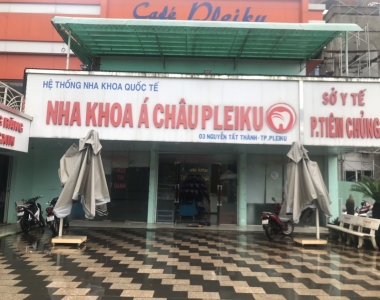 Café Pleiku
HỆ THỐNG NHA KHOA QUỐC TẾ
NHA KHOA Á CHÂU PLEIKU
03 NGUYỄN TẤT THÀNH-TP.PLEIKU
SỞ Y TẾ
P.TIÊM CHỦNG